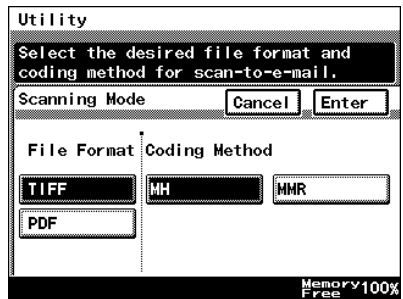 Utility
Select the desired file format and
coding method for scan-to-e-mail.
Scanning Mode Cancel Enter
File Format Coding Method
TIFF MH MMR
PDF
Memory Free 100%